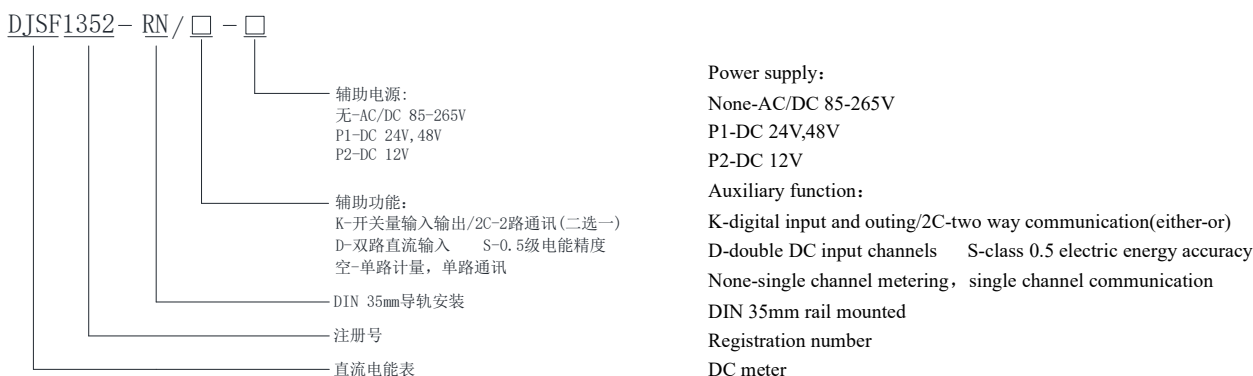 DJSF1352-RN/□-□
辅助电源:
无-AC/DC 85-265V
P1-DC 24V,48V
P2-DC 12V
辅助功能:
K-开关量输入输出/2C-2路通讯(二选一)
D-双路直流输入 S-0.5级电能精度
空-单路计量，单路通讯
DIN 35mm导轨安装
注册号
直流电能表
Power supply：
None-AC/DC 85-265V
P1-DC 24V,48V
P2-DC 12V
Auxiliary function：
K-digital input and outing/2C-two way communication(either-or)
D-double DC input channels S-class 0.5 electric energy accuracy
None-single channel metering，single channel communication
DIN 35mm rail mounted
Registration number
DC meter